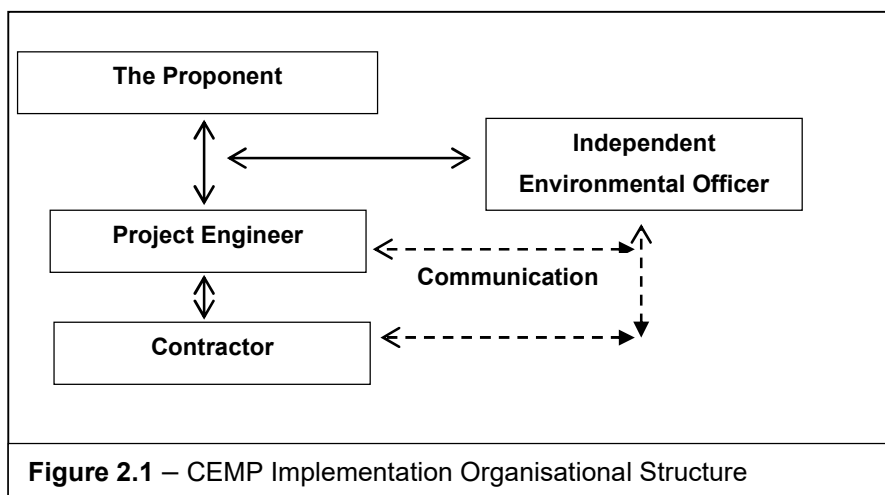 The Proponent
Independent
Environmental Officer
Project Engineer
Communication
Contractor
Figure 2.1 – CEMP Implementation Organisational Structure